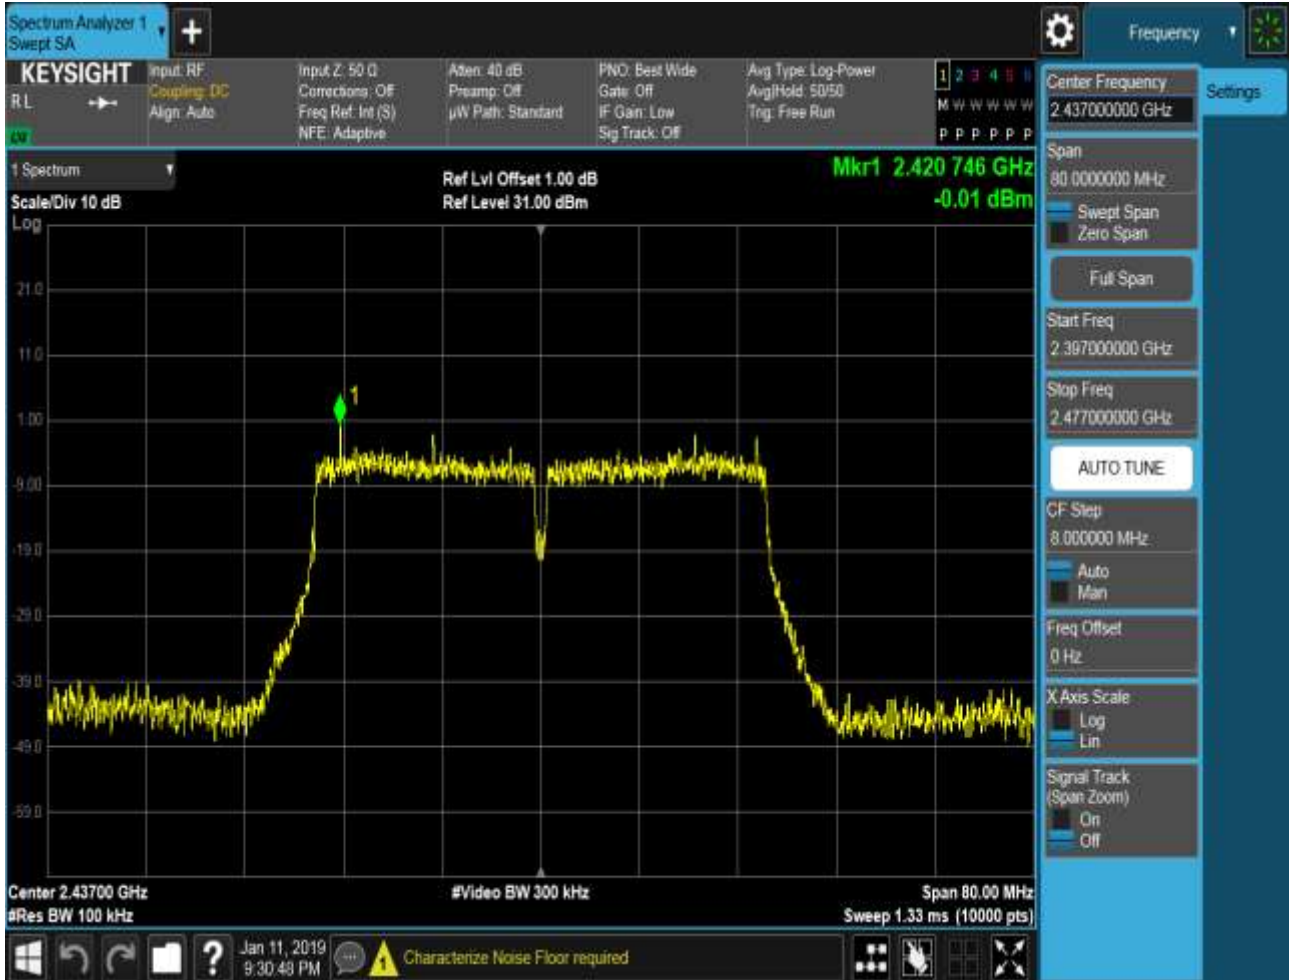 Spectrum Analyzer 1
Swept SA
Frequency
KEYSIGHT
R L
Input: RF
Coupling: DC
Align: Auto
Input Z: 50 Ω
Corrections: Off
Freq Ref: Int (S)
NFE: Adaptive
Atten: 40 dB
Preamp: Off
µW Path: Standard
PNO: Best Wide
Gate: Off
IF Gain: Low
Sig Track: Off
Avg Type: Log-Power
Avg|Hold: 50/50
Trig: Free Run
1 2 3 4 5 6
M W W W W W
P P P P P P
1 Spectrum
Scale/Div 10 dB
Log
Ref Lvl Offset 1.00 dB
Ref Level 31.00 dBm
Mkr1 2.420 746 GHz
-0.01 dBm
21.0
11.0
1.00
-9.00
-19.0
-29.0
-39.0
-49.0
-59.0
1
Center 2.43700 GHz
#Res BW 100 kHz
#Video BW 300 kHz
Span 80.00 MHz
Sweep 1.33 ms (10000 pts)
Center Frequency
2.437000000 GHz
Settings
Span
80.0000000 MHz
Swept Span
Zero Span
Full Span
Start Freq
2.397000000 GHz
Stop Freq
2.477000000 GHz
AUTO TUNE
CF Step
8.000000 MHz
Auto
Man
Freq Offset
0 Hz
X Axis Scale
Log
Lin
Signal Track
(Span Zoom)
On
Off
?
Jan 11, 2019
9:30:48 PM
1
Characterize Noise Floor required